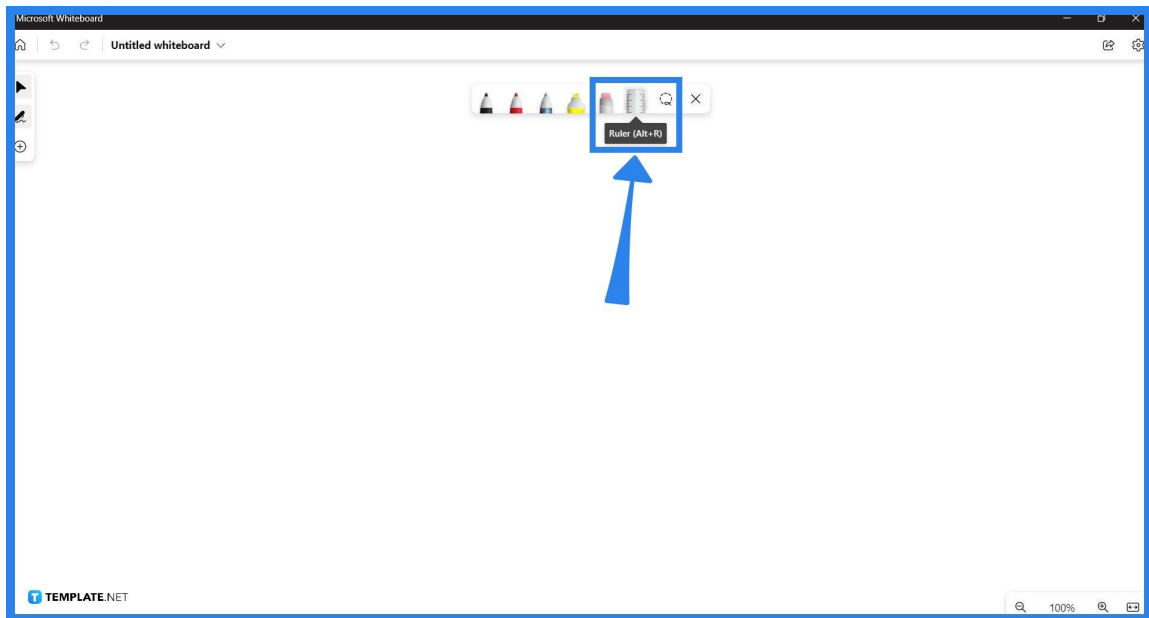 Microsoft Whiteboard
Untitled whiteboard
Ruler (Alt+R)
T TEMPLATE.NET
100%